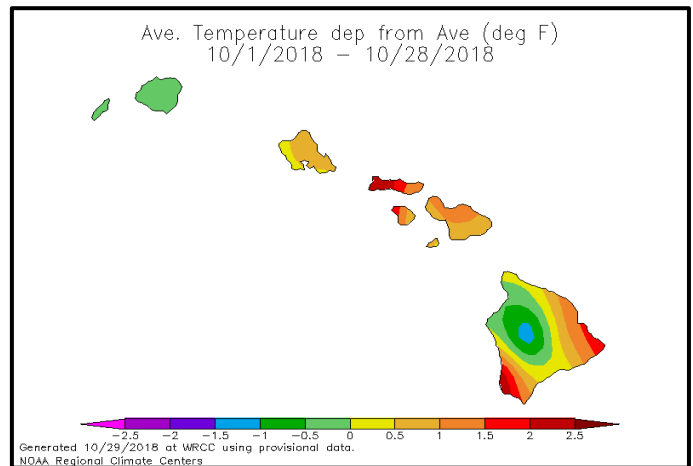 Ave. Temperature dep from Ave (deg F)
10/1/2018 – 10/28/2018
-2.5 -2 -1.5 -1 -0.5 0 0.5 1 1.5 2 2.5
Generated 10/29/2018 at WRCC using provisional data.
NOAA Regional Climate Centers